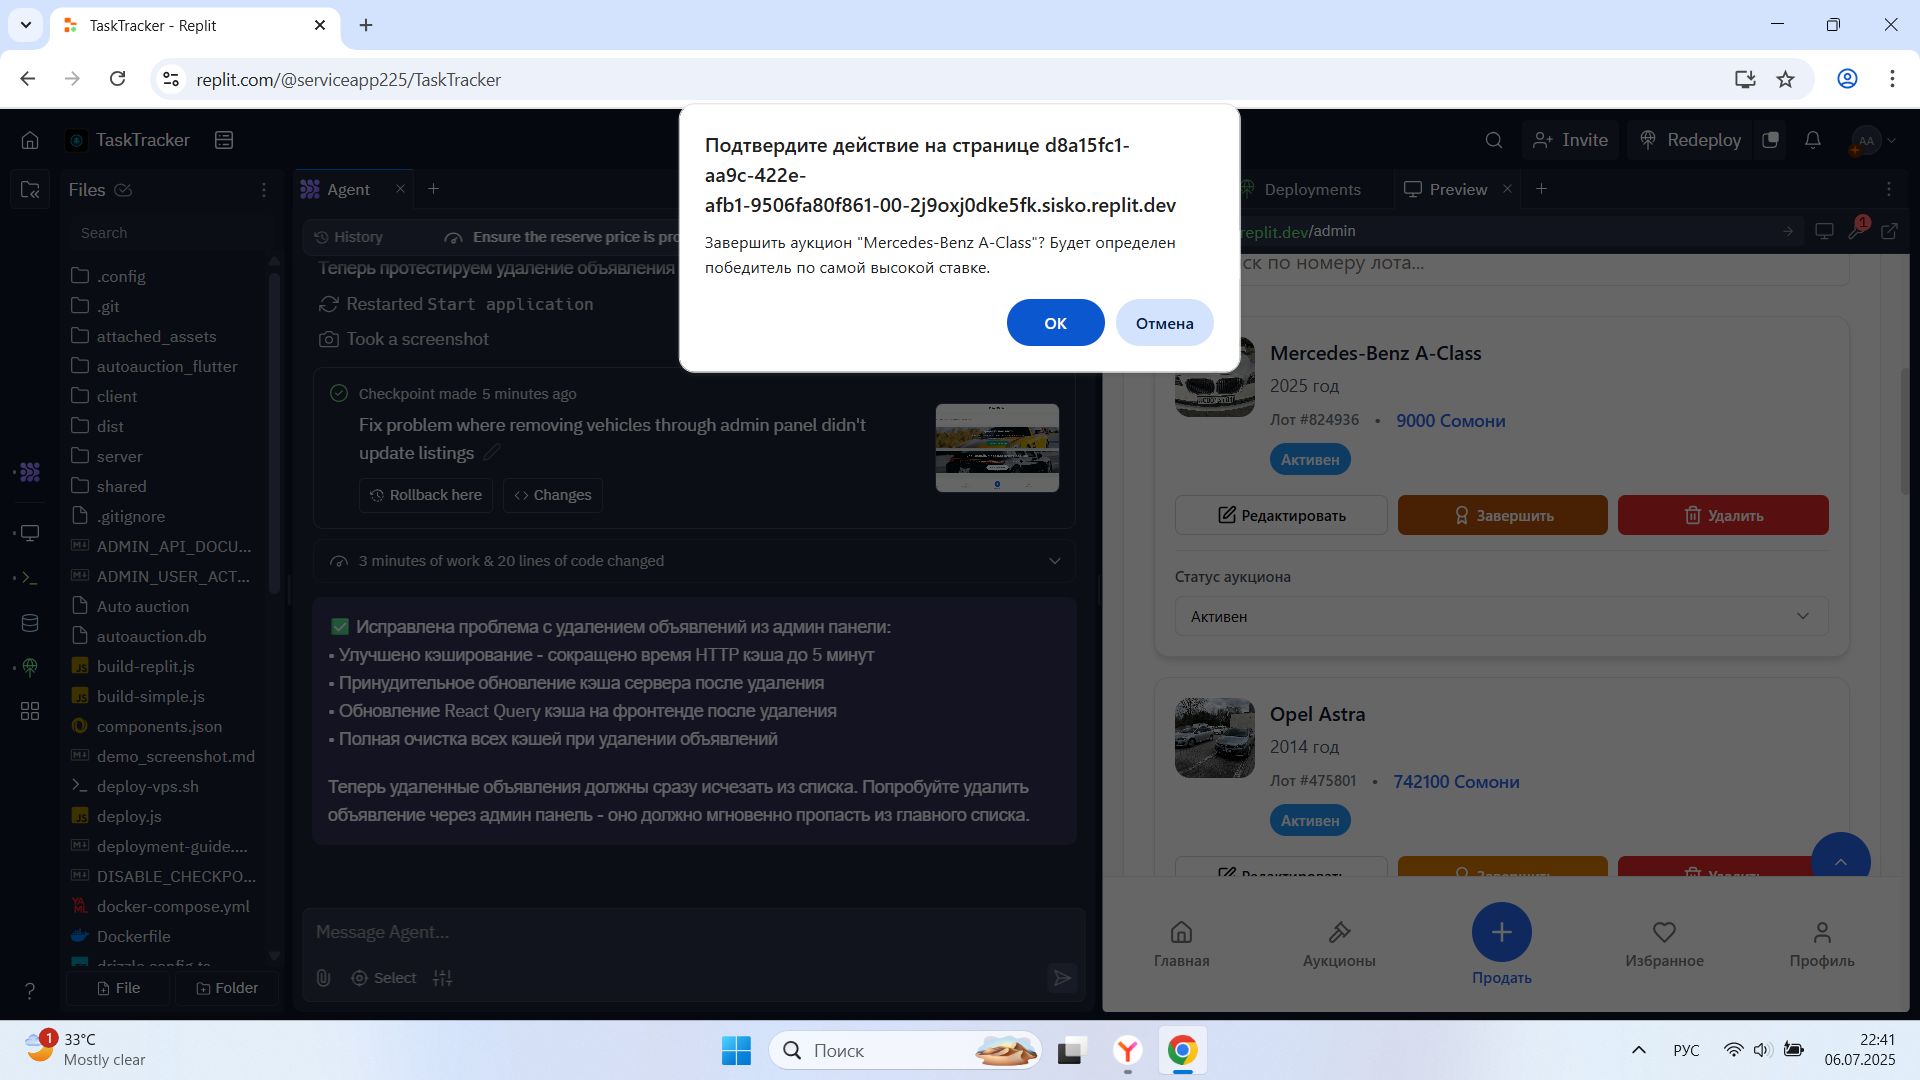 TaskTracker - Replit
replit.com/@serviceapp225/TaskTracker
TaskTracker
Invite
Redeploy
AA
Подтвердите действие на странице d8a15fc1-
aa9c-422e-
afb1-9506fa80f861-00-2j9oxj0dke5fk.sisko.replit.dev
Завершить аукцион "Mercedes-Benz A-Class"? Будет определен
победитель по самой высокой ставке.
ОК
Отмена
Files
Search
.config
.git
attached_assets
autoauction_flutter
client
dist
server
shared
.gitignore
ADMIN_API_DOCU...
ADMIN_USER_ACT...
Auto auction
autoauction.db
build-replit.js
build-simple.js
components.json
demo_screenshot.md
deploy-vps.sh
deploy.js
deployment-guide....
DISABLE_CHECKPO...
docker-compose.yml
Dockerfile
drizzle.config.ts
File
Folder
Agent
History
Ensure the reserve price is pro
Теперь протестируем удаление объявления
Restarted Start application
Took a screenshot
Checkpoint made 5 minutes ago
Fix problem where removing vehicles through admin panel didn't
update listings
Rollback here
Changes
3 minutes of work & 20 lines of code changed
✅ Исправлена проблема с удалением объявлений из админ панели:
• Улучшено кэширование - сокращено время HTTP кэша до 5 минут
• Принудительное обновление кэша сервера после удаления
• Обновление React Query кэша на фронтенде после удаления
• Полная очистка всех кэшей при удалении объявлений
Теперь удаленные объявления должны сразу исчезать из списка. Попробуйте удалить
объявление через админ панель - оно должно мгновенно пропасть из главного списка.
Message Agent...
Select
Deployments
Preview
replit.dev/admin
1
ск по номеру лота...
Mercedes-Benz A-Class
2025 год
Лот #824936 • 9000 Сомони
Активен
Редактировать
Завершить
Удалить
Статус аукциона
Активен
Opel Astra
2014 год
Лот #475801 • 742100 Сомони
Активен
Редактировать
Завершить
Удалить
Главная
Аукционы
Продать
Избранное
Профиль
1
33°C
Mostly clear
Поиск
РУС
22:41
06.07.2025